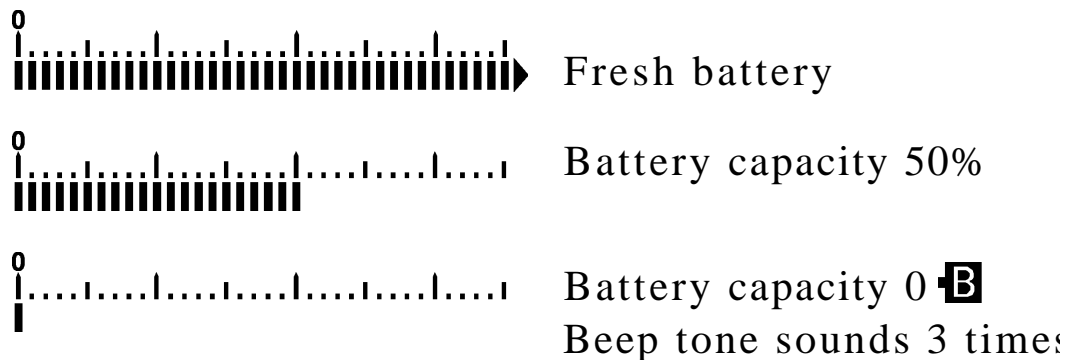 0
Fresh battery
0
Battery capacity 50%
0
Battery capacity 0 B
Beep tone sounds 3 times